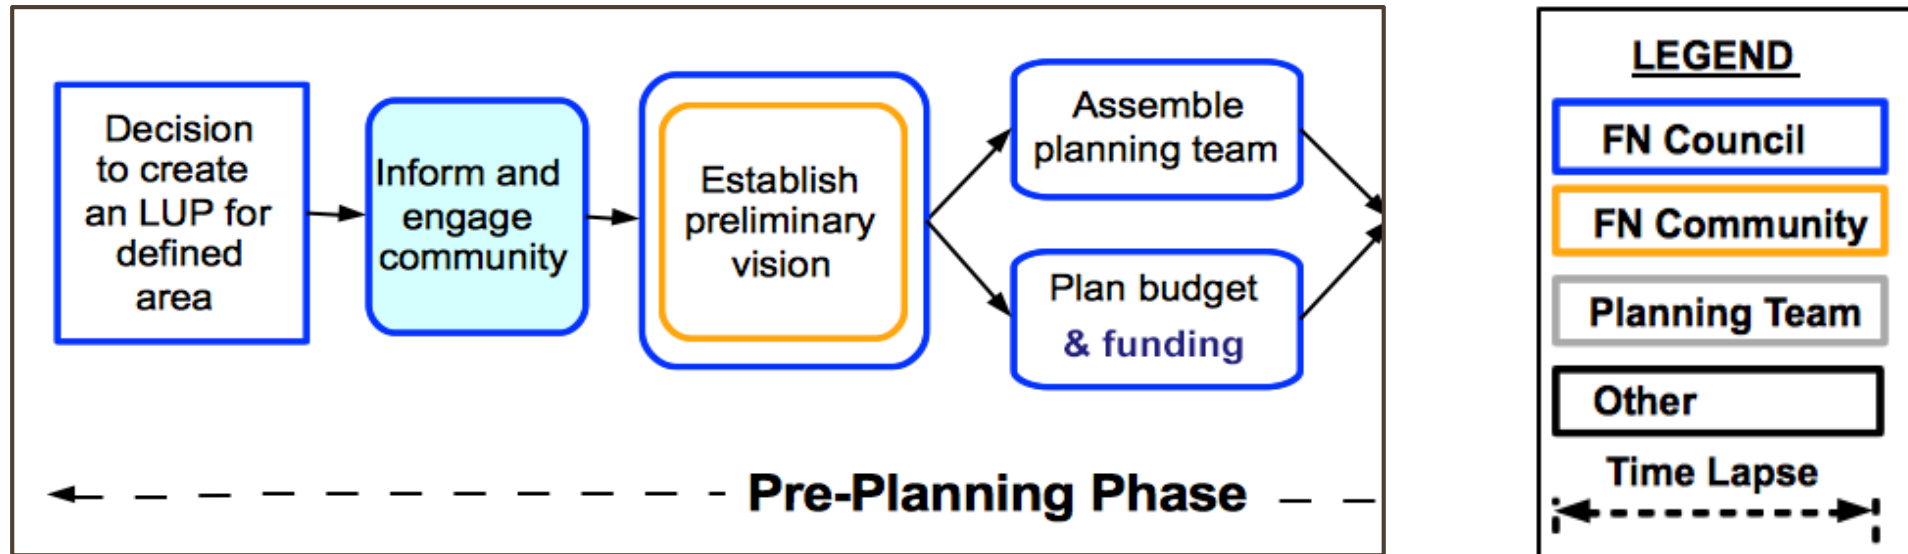 Decision
to create
an LUP for
defined
area
Inform and
engage
community
Establish
preliminary
vision
Assemble
planning team
Plan budget
& funding
Pre-Planning Phase
LEGEND
FN Council
FN Community
Planning Team
Other
Time Lapse